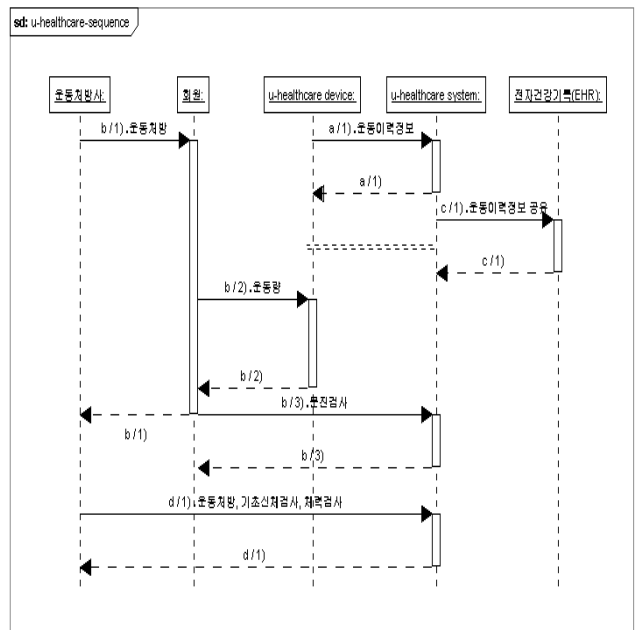 sd: u-healthcare-sequence
운동처방사:
회원:
u-healthcare device:
u-healthcare system:
전자건강기록(EHR):
b/1).운동처방
a/1).운동이력정보
a/1)
c/1).운동이력정보 공유
c/1)
b/2).운동량
b/2)
b/3).문진검사
b/1)
b/3)
d/1).운동처방, 기초신체검사, 체력검사
d/1)